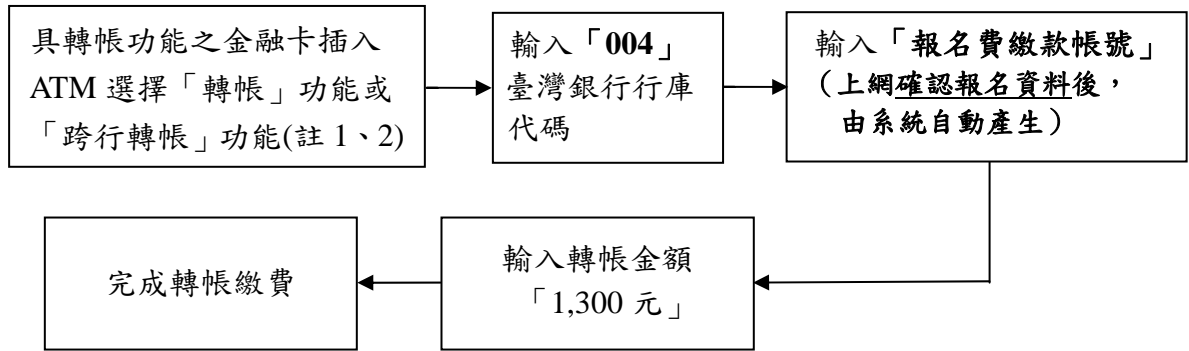 具轉帳功能之金融卡插入
ATM 選擇「轉帳」功能或
「跨行轉帳」功能(註 1、2)
輸入「004」
臺灣銀行行庫
代碼
輸入「報名費繳款帳號」
(上網確認報名資料後,
由系統自動產生)
輸入轉帳金額
「1,300 元」
完成轉帳繳費